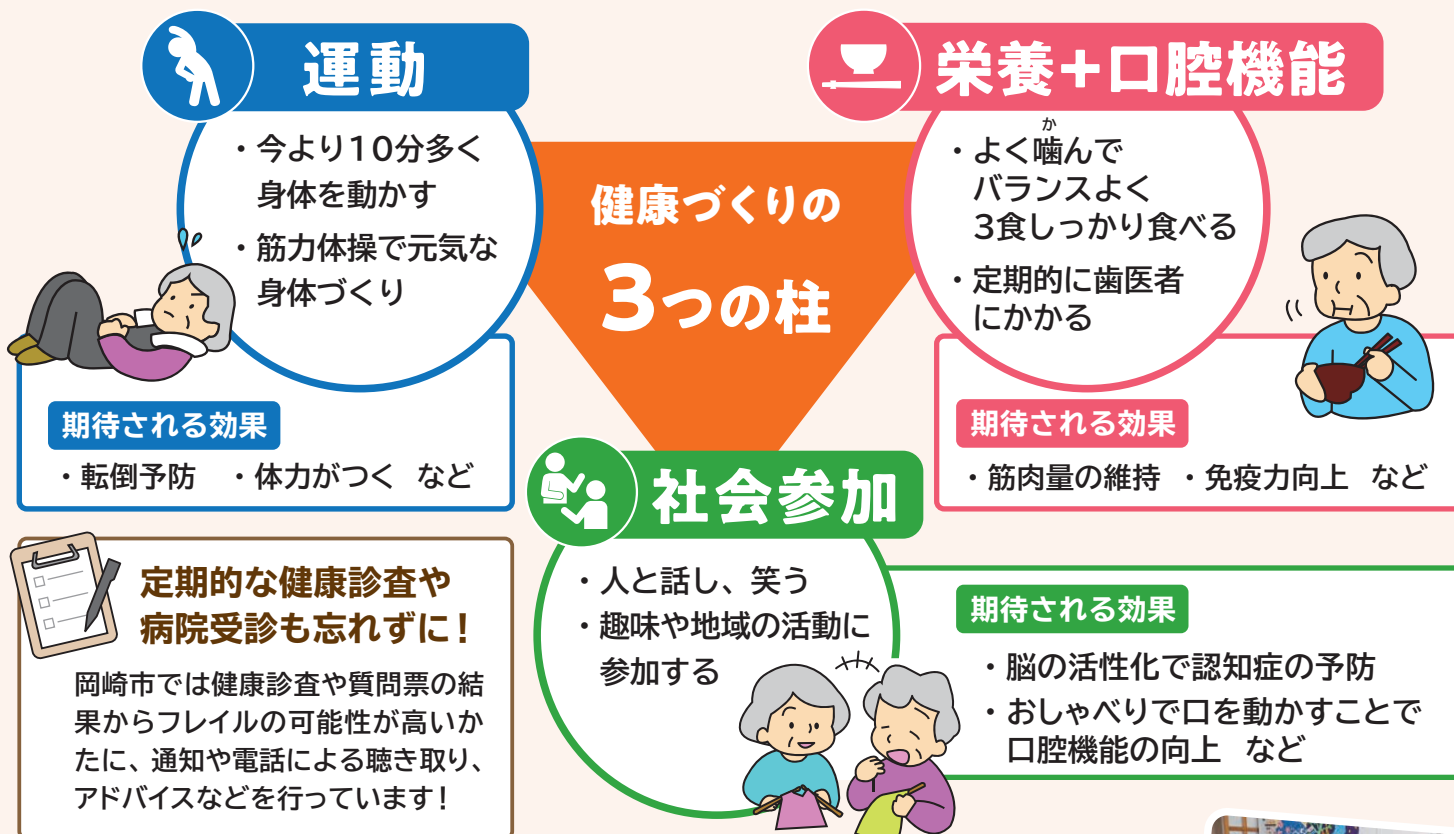 健康づくりの
3つの柱
運動
・今より10分多く
身体を動かす
・筋力体操で元気な
身体づくり
期待される効果
・転倒予防 ・体力がつく など
栄養+口腔機能
か
・よく噛んで
バランスよく
3食しっかり食べる
・定期的に歯医者
にかかる
期待される効果
・筋肉量の維持 ・免疫力向上 など
社会参加
・人と話し、笑う
・趣味や地域の活動に
参加する
期待される効果
・脳の活性化で認知症の予防
・おしゃべりで口を動かすことで
口腔機能の向上 など
定期的な健康診査や
病院受診も忘れずに!
岡崎市では健康診査や質問票の結
果からフレイルの可能性が高いか
たに、通知や電話による聴き取り、
アドバイスなどを行っています!